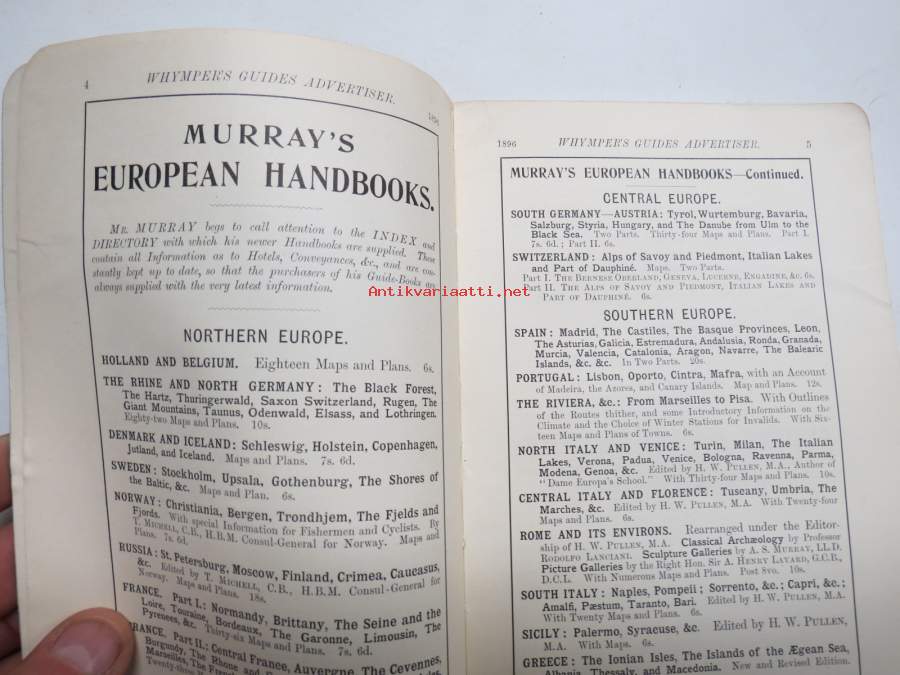 4 WHYMPER'S GUIDES ADVERTISER.
1896
MURRAY'S
EUROPEAN HANDBOOKS.
MR. MURRAY begs to call attention to the INDEX and
DIRECTORY with which his newer Handbooks are supplied. These
contain all Information as to Hotels, Conveyances, &c., and are con-
stantly kept up to date, so that the purchasers of his Guide-Books are
always supplied with the very latest information.
NORTHERN EUROPE.
HOLLAND AND BELGIUM. Eighteen Maps and Plans. 6s.
THE RHINE AND NORTH GERMANY: The Black Forest,
The Hartz, Thuringerwald, Saxon Switzerland, Rugen, The
Giant Mountains, Taunus, Odenwald, Elsass, and Lothringen.
Eighty-two Maps and Plans. 10s.
DENMARK AND ICELAND: Schleswig, Holstein, Copenhagen,
Jutland, and Iceland. Maps and Plans. 7s. 6d.
SWEDEN: Stockholm, Upsala, Gothenburg, The Shores of
the Baltic, &c. Maps and Plan. 6s.
NORWAY: Christiania, Bergen, Trondhjem, The Fjelds and
Fjords. With special Information for Fishermen and Cyclists. By
T. MICHELL, C.B., H.B.M. Consul-General for Norway. Maps and
Plans. 7s. 6d.
RUSSIA: St. Petersburg, Moscow, Finland, Crimea, Caucasus,
&c. Edited by T. MICHELL, C.B., H.B.M. Consul-General for
Norway. Maps and Plans. 18s.
FRANCE. Part I.: Normandy, Brittany, The Seine and the
Loire, Touraine, Bordeaux, The Garonne, Limousin, The
Pyrenees, &c. Thirty-six Maps and Plans. 7s. 6d.
FRANCE. Part II.: Central France, Auvergne, The Cevennes,
Burgundy, The Rhone and
Marseilles, The French
Twenty-three
1896 WHYMPER'S GUIDES ADVERTISER. 5
MURRAY'S EUROPEAN HANDBOOKS—Continued.
CENTRAL EUROPE.
SOUTH GERMANY—AUSTRIA: Tyrol, Wurtemburg, Bavaria,
Salzburg, Styria, Hungary, and The Danube from Ulm to the
Black Sea. Two Parts. Thirty-four Maps and Plans. Part I.
7s. 6d.; Part II. 6s.
SWITZERLAND: Alps of Savoy and Piedmont, Italian Lakes
and Part of Dauphiné. Maps. Two Parts.
PART I. THE BERNESE OBERLAND, GENEVA, LUCERNE, ENGADINE, &c. 6s.
PART II. THE ALPS OF SAVOY AND PIEDMONT, ITALIAN LAKES AND
PART OF DAUPHINÉ. 6s.
Antikvariaatti.net
SOUTHERN EUROPE.
SPAIN: Madrid, The Castiles, The Basque Provinces, Leon,
The Asturias, Galicia, Estremadura, Andalusia, Ronda, Granada,
Murcia, Valencia, Catalonia, Aragon, Navarre, The Balearic
Islands, &c. &c. In Two Parts. 20s.
PORTUGAL: Lisbon, Oporto, Cintra, Mafra, with an Account
of Madeira, the Azores, and Canary Islands. Map and Plans. 12s.
THE RIVIERA, &c.: From Marseilles to Pisa. With Outlines
of the Routes thither, and some Introductory Information on the
Climate and the Choice of Winter Stations for Invalids. With Six-
teen Maps and Plans of Towns. 6s.
NORTH ITALY AND VENICE: Turin, Milan, The Italian
Lakes, Verona, Padua, Venice, Bologna, Ravenna, Parma,
Modena, Genoa, &c. Edited by H. W. PULLEN, M.A., Author of
"Dame Europa's School." With Thirty-four Maps and Plans. 10s.
CENTRAL ITALY AND FLORENCE: Tuscany, Umbria, The
Marches, &c. Edited by H. W. PULLEN, M.A. With Twenty-four
Maps and Plans. 6s.
ROME AND ITS ENVIRONS. Rearranged under the Editor-
ship of H. W. PULLEN, M.A. Classical Archæology by Professor
RODOLFO LANCIANI. Sculpture Galleries by A. S. MURRAY, LL.D.
Picture Galleries by the Right Hon. Sir A. HENRY LAYARD, G.C.B.,
D.C.L. With Numerous Maps and Plans. Post 8vo. 10s.
SOUTH ITALY: Naples, Pompeii; Sorrento, &c.; Capri, &c.;
Amalfi, Pæstum, Taranto, Bari. Edited by H. W. PULLEN, M.A.
With Twenty Maps and Plans. 6s.
SICILY: Palermo, Syracuse, &c. Edited by H. W. PULLEN,
M.A. With Maps. 6s.
GREECE: The Ionian Isles, The Islands of the Ægean Sea,
Albania, Thessaly, and Macedonia. New and Revised Edition.